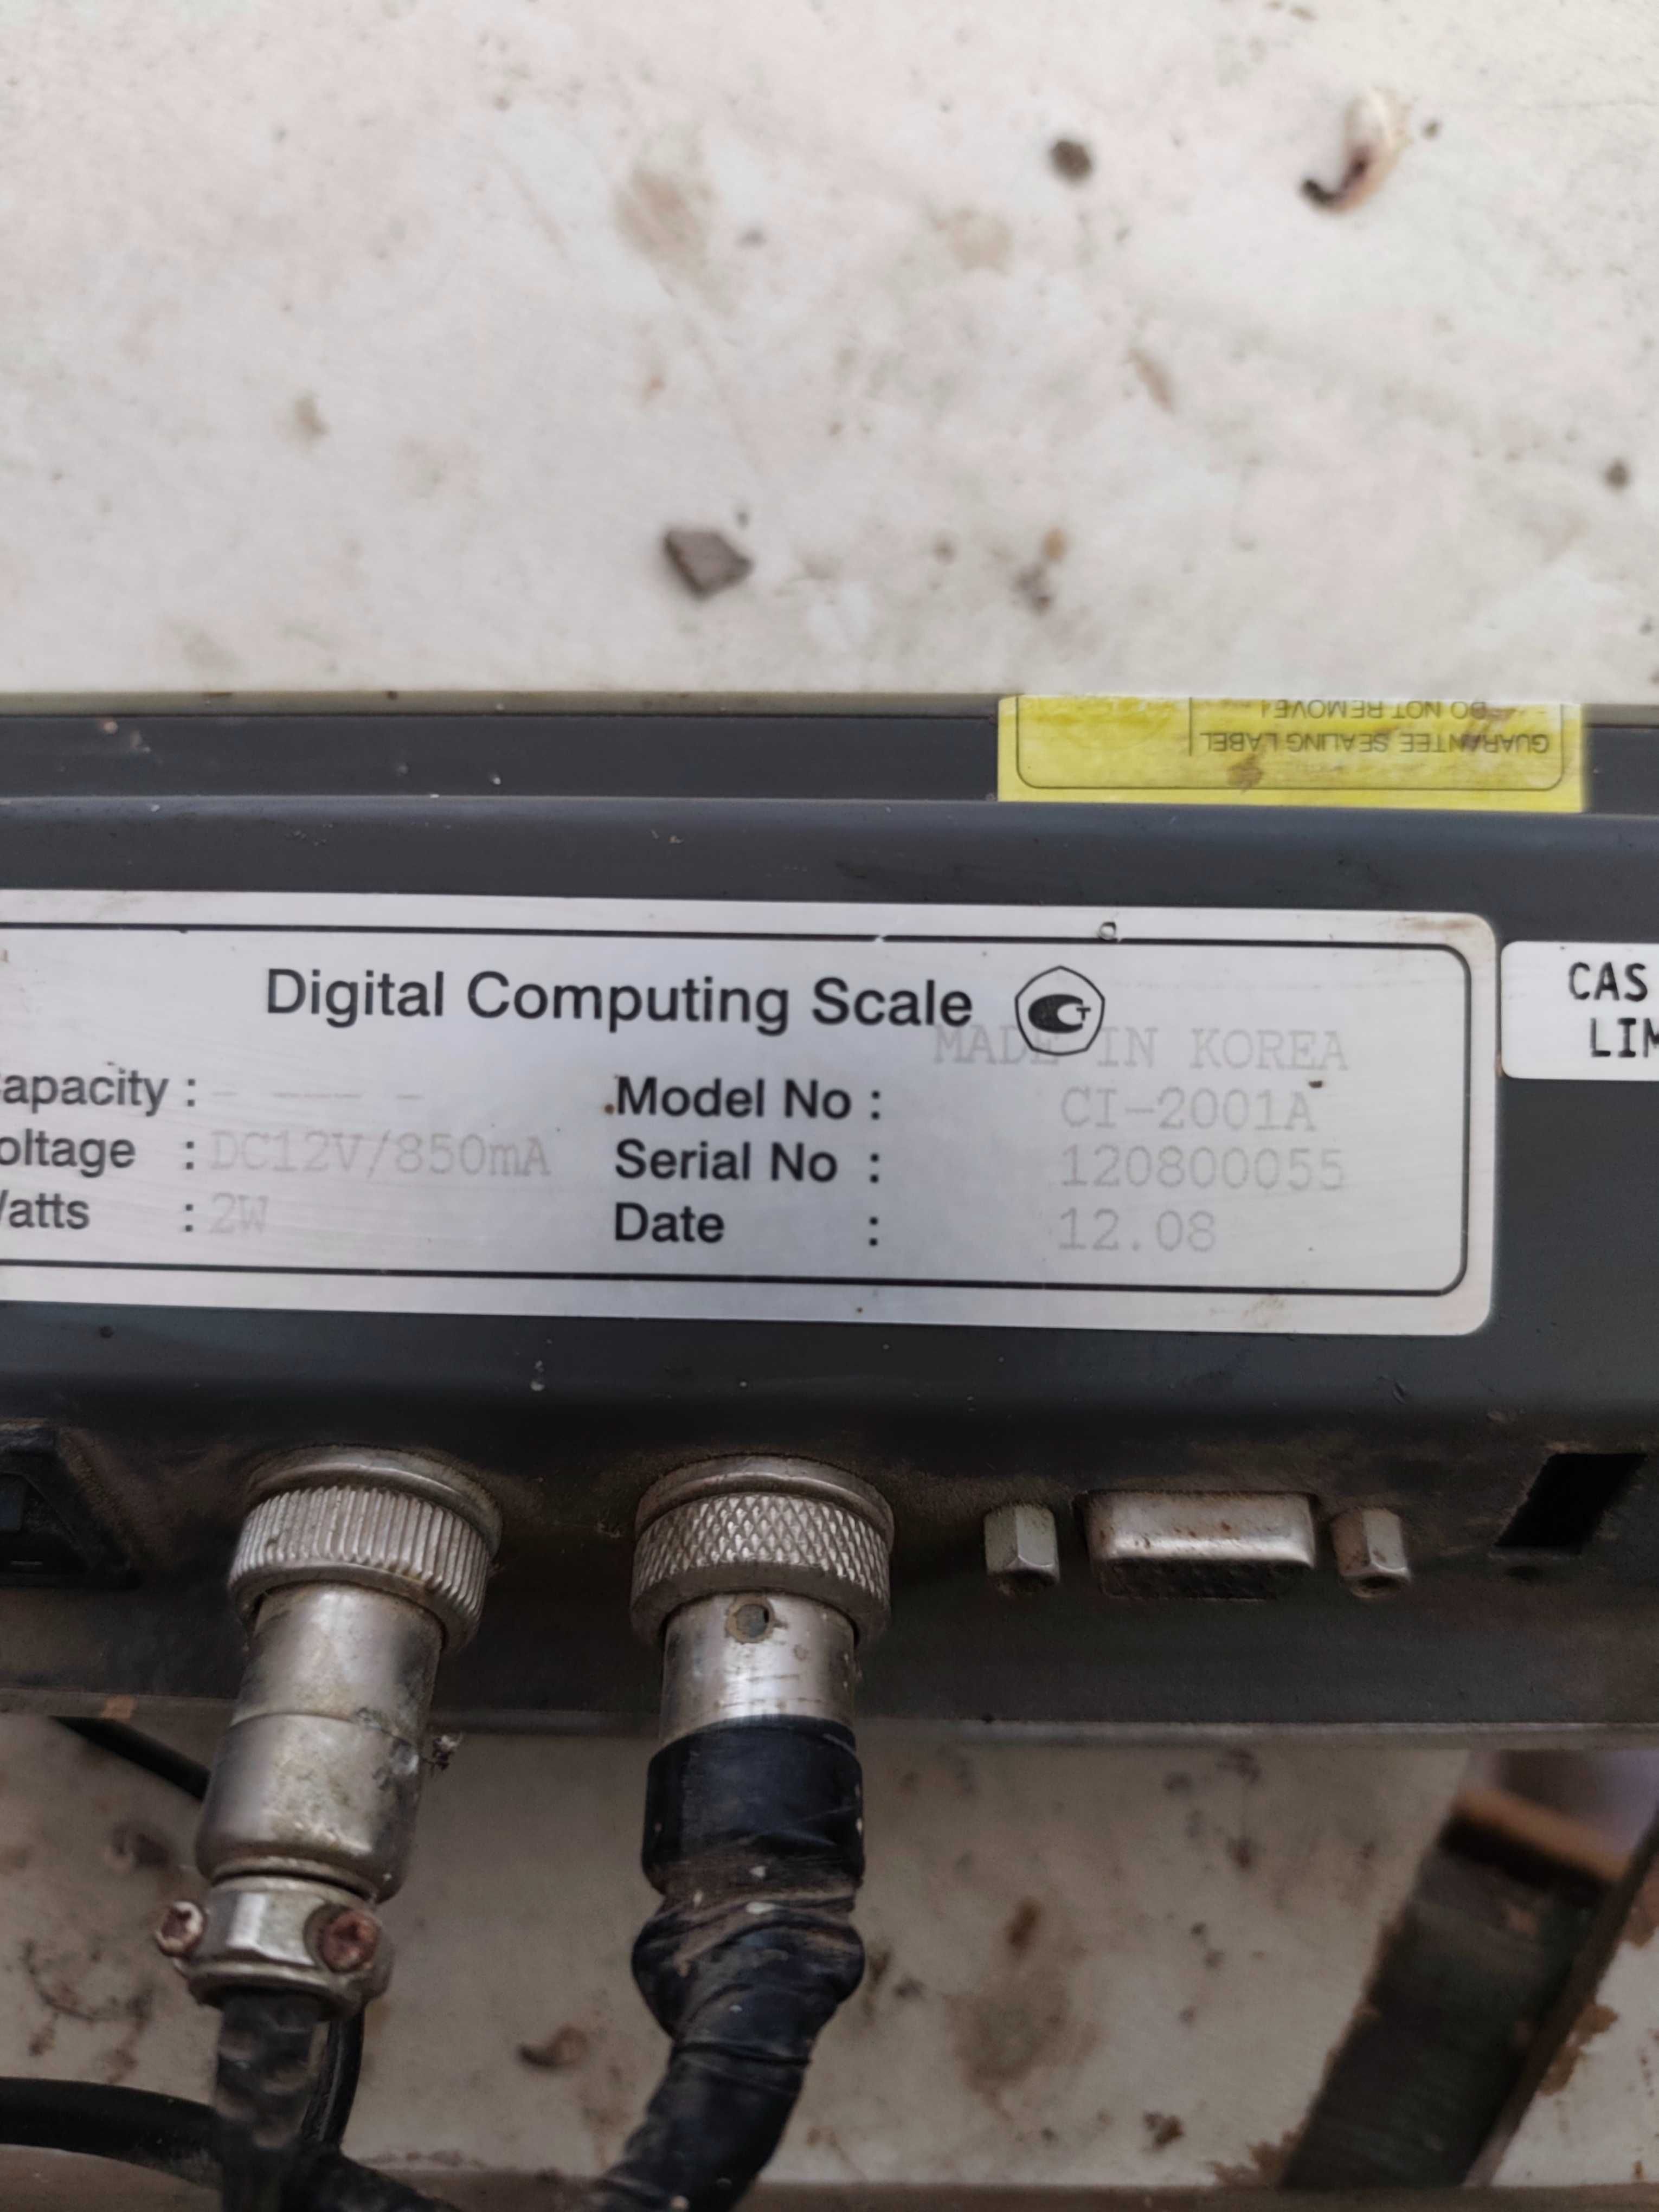 DO NOT REMOVE!
GUARANTEE SEALING LABEL
Digital Computing Scale
MADE IN KOREA
apacity : - --- -
Model No : CI-2001A
oltage : DC12V/850mA
Serial No : 120800055
atts : 2W
Date : 12.08
CAS
LIM